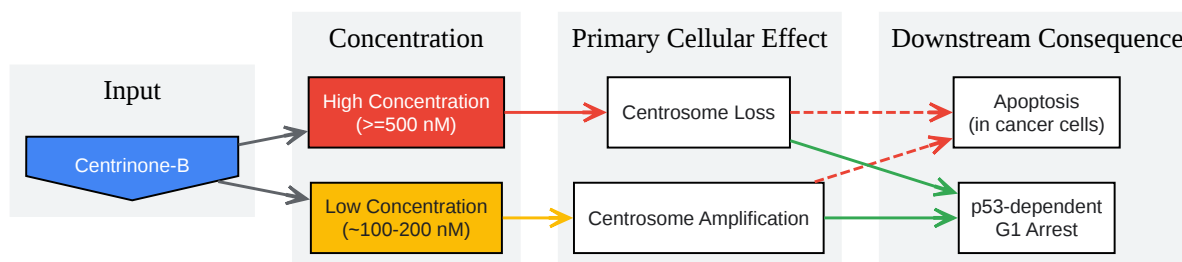 Input
Centrinone-B
Concentration
High Concentration
(>=500 nM)
Low Concentration
(~100-200 nM)
Primary Cellular Effect
Centrosome Loss
Centrosome Amplification
Downstream Consequence
Apoptosis
(in cancer cells)
p53-dependent
G1 Arrest